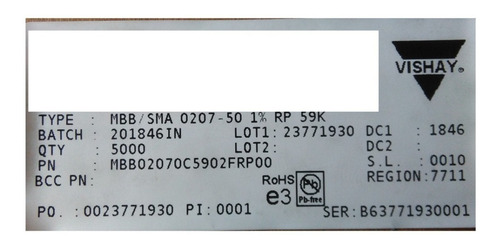 VISHAY®
TYPE : MBB/SMA 0207-50 1% RP 59K
BATCH : 201846IN LOT1: 23771930 DC1 : 1846
QTY : 5000 LOT2: DC2 :
PN : MBB02070C5902FRP00 S.L. : 0010
BCC PN: RoHS REGION:7711
e3 Pb Pb-free
PO. :0023771930 PI:0001 SER:B63771930001